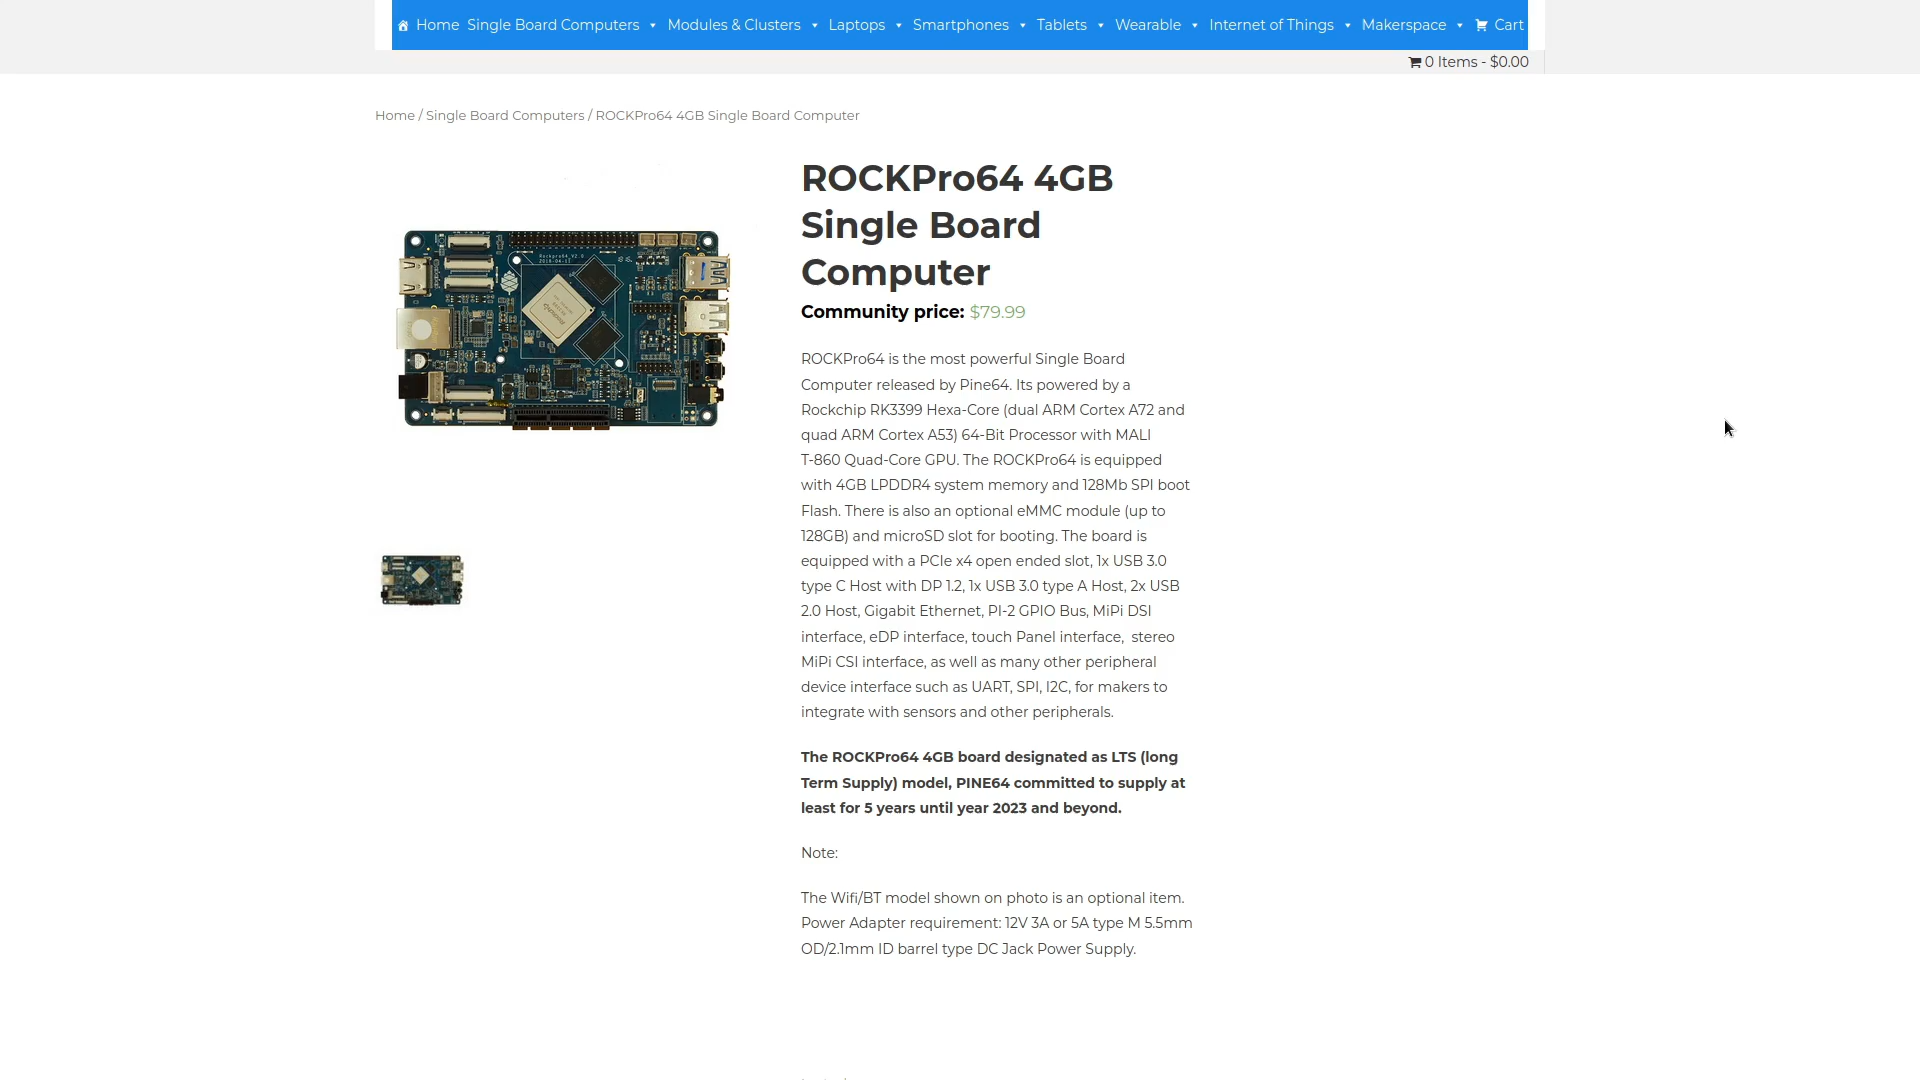 Home Single Board Computers Modules & Clusters Laptops Smartphones Tablets Wearable Internet of Things Makerspace Cart
0 Items - $0.00
Home / Single Board Computers / ROCKPro64 4GB Single Board Computer
ROCKPro64 4GB
Single Board
Computer
Community price: $79.99
ROCKPro64 is the most powerful Single Board
Computer released by Pine64. Its powered by a
Rockchip RK3399 Hexa-Core (dual ARM Cortex A72 and
quad ARM Cortex A53) 64-Bit Processor with MALI
T-860 Quad-Core GPU. The ROCKPro64 is equipped
with 4GB LPDDR4 system memory and 128Mb SPI boot
Flash. There is also an optional eMMC module (up to
128GB) and microSD slot for booting. The board is
equipped with a PCIe x4 open ended slot, 1x USB 3.0
type C Host with DP 1.2, 1x USB 3.0 type A Host, 2x USB
2.0 Host, Gigabit Ethernet, PI-2 GPIO Bus, MiPi DSI
interface, eDP interface, touch Panel interface, stereo
MiPi CSI interface, as well as many other peripheral
device interface such as UART, SPI, I2C, for makers to
integrate with sensors and other peripherals.
The ROCKPro64 4GB board designated as LTS (long
Term Supply) model, PINE64 committed to supply at
least for 5 years until year 2023 and beyond.
Note:
The Wifi/BT model shown on photo is an optional item.
Power Adapter requirement: 12V 3A or 5A type M 5.5mm
OD/2.1mm ID barrel type DC Jack Power Supply.